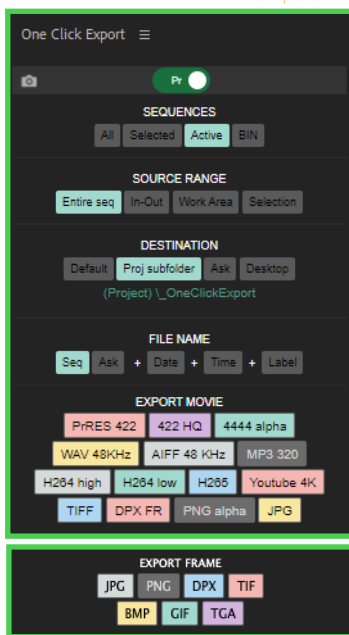 One Click Export
Pr
SEQUENCES
All Selected Active BIN
SOURCE RANGE
Entire seq In-Out Work Area Selection
DESTINATION
Default Proj subfolder Ask Desktop
(Project) \_OneClickExport
FILE NAME
Seq Ask + Date + Time + Label
EXPORT MOVIE
PrRES 422 422 HQ 4444 alpha
WAV 48KHz AIFF 48 KHz MP3 320
H264 high H264 low H265 Youtube 4K
TIFF DPX FR PNG alpha JPG
EXPORT FRAME
JPG PNG DPX TIF
BMP GIF TGA